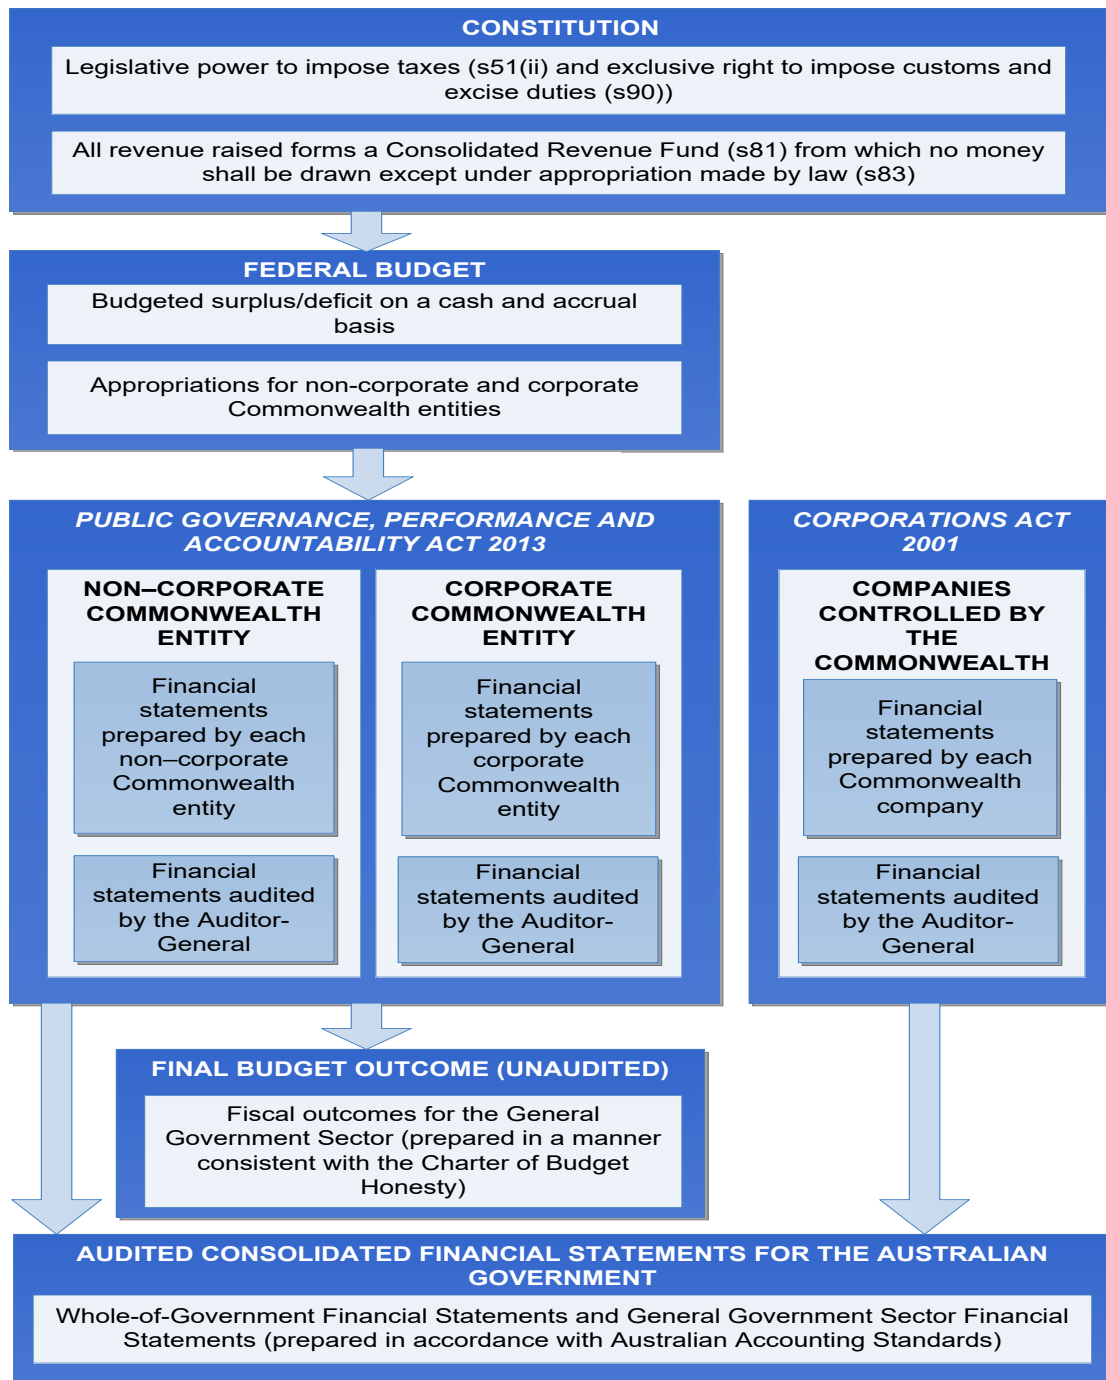 CONSTITUTION
Legislative power to impose taxes (s51(ii) and exclusive right to impose customs and
excise duties (s90))
All revenue raised forms a Consolidated Revenue Fund (s81) from which no money
shall be drawn except under appropriation made by law (s83)
FEDERAL BUDGET
Budgeted surplus/deficit on a cash and accrual
basis
Appropriations for non-corporate and corporate
Commonwealth entities
PUBLIC GOVERNANCE, PERFORMANCE AND
ACCOUNTABILITY ACT 2013
NON–CORPORATE
COMMONWEALTH
ENTITY
Financial
statements
prepared by each
non–corporate
Commonwealth
entity
Financial
statements audited
by the Auditor-
General
CORPORATE
COMMONWEALTH
ENTITY
Financial
statements
prepared by each
corporate
Commonwealth
entity
Financial
statements audited
by the Auditor-
General
CORPORATIONS ACT
2001
COMPANIES
CONTROLLED BY
THE
COMMONWEALTH
Financial
statements
prepared by each
Commonwealth
company
Financial
statements audited
by the Auditor-
General
FINAL BUDGET OUTCOME (UNAUDITED)
Fiscal outcomes for the General
Government Sector (prepared in a manner
consistent with the Charter of Budget
Honesty)
AUDITED CONSOLIDATED FINANCIAL STATEMENTS FOR THE AUSTRALIAN
GOVERNMENT
Whole-of-Government Financial Statements and General Government Sector Financial
Statements (prepared in accordance with Australian Accounting Standards)